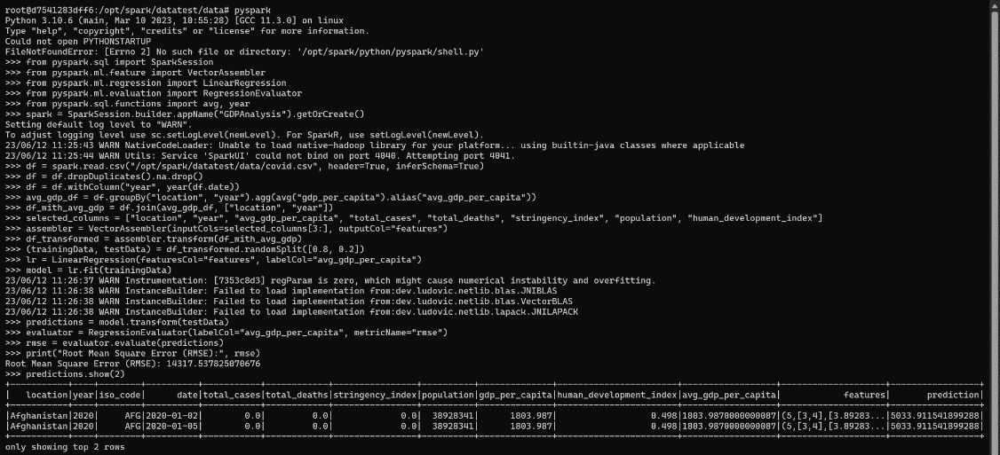 root@d7541283dff6:/opt/spark/datatest/data# pyspark
Python 3.10.6 (main, Mar 10 2023, 10:55:28) [GCC 11.3.0] on linux
Type "help", "copyright", "credits" or "license" for more information.
Could not open PYTHONSTARTUP
FileNotFoundError: [Errno 2] No such file or directory: '/opt/spark/python/pyspark/shell.py'
>>> from pyspark.sql import SparkSession
>>> from pyspark.ml.feature import VectorAssembler
>>> from pyspark.ml.regression import LinearRegression
>>> from pyspark.ml.evaluation import RegressionEvaluator
>>> from pyspark.sql.functions import avg, year
>>> spark = SparkSession.builder.appName("GDPAnalysis").getOrCreate()
Setting default log level to "WARN".
To adjust logging level use sc.setLogLevel(newLevel). For SparkR, use setLogLevel(newLevel).
23/06/12 11:25:43 WARN NativeCodeLoader: Unable to load native-hadoop library for your platform... using builtin-java classes where applicable
23/06/12 11:25:44 WARN Utils: Service 'SparkUI' could not bind on port 4040. Attempting port 4041.
>>> df = spark.read.csv("/opt/spark/datatest/data/covid.csv", header=True, inferSchema=True)
>>> df = df.dropDuplicates().na.drop()
>>> df = df.withColumn("year", year(df.date))
>>> avg_gdp_df = df.groupBy("location", "year").agg(avg("gdp_per_capita").alias("avg_gdp_per_capita"))
>>> df_with_avg_gdp = df.join(avg_gdp_df, ["location", "year"])
>>> selected_columns = ["location", "year", "avg_gdp_per_capita", "total_cases", "total_deaths", "stringency_index", "population", "human_development_index"]
>>> assembler = VectorAssembler(inputCols=selected_columns[3:], outputCol="features")
>>> df_transformed = assembler.transform(df_with_avg_gdp)
>>> (trainingData, testData) = df_transformed.randomSplit([0.8, 0.2])
>>> lr = LinearRegression(featuresCol="features", labelCol="avg_gdp_per_capita")
>>> model = lr.fit(trainingData)
23/06/12 11:26:37 WARN Instrumentation: [7353c8d3] regParam is zero, which might cause numerical instability and overfitting.
23/06/12 11:26:38 WARN InstanceBuilder: Failed to load implementation from:dev.ludovic.netlib.blas.JNIBLAS
23/06/12 11:26:38 WARN InstanceBuilder: Failed to load implementation from:dev.ludovic.netlib.blas.VectorBLAS
23/06/12 11:26:38 WARN InstanceBuilder: Failed to load implementation from:dev.ludovic.netlib.lapack.JNILAPACK
>>> predictions = model.transform(testData)
>>> evaluator = RegressionEvaluator(labelCol="avg_gdp_per_capita", metricName="rmse")
>>> rmse = evaluator.evaluate(predictions)
>>> print("Root Mean Square Error (RMSE):", rmse)
Root Mean Square Error (RMSE): 14317.537825070676
>>> predictions.show(2)
+-----------+----+--------+----------+-----------+------------+----------------+----------+--------------+-----------------------+------------------+--------------------+-----------------+
|   location|year|iso_code|      date|total_cases|total_deaths|stringency_index|population|gdp_per_capita|human_development_index|avg_gdp_per_capita|            features|       prediction|
+-----------+----+--------+----------+-----------+------------+----------------+----------+--------------+-----------------------+------------------+--------------------+-----------------+
|Afghanistan|2020|     AFG|2020-01-02|        0.0|         0.0|             0.0|  38928341|      1803.987|                  0.498|1803.9870000000087|(5,[3,4],[3.89283...|5033.911541899288|
|Afghanistan|2020|     AFG|2020-01-05|        0.0|         0.0|             0.0|  38928341|      1803.987|                  0.498|1803.9870000000087|(5,[3,4],[3.89283...|5033.911541899288|
+-----------+----+--------+----------+-----------+------------+----------------+----------+--------------+-----------------------+------------------+--------------------+-----------------+
only showing top 2 rows